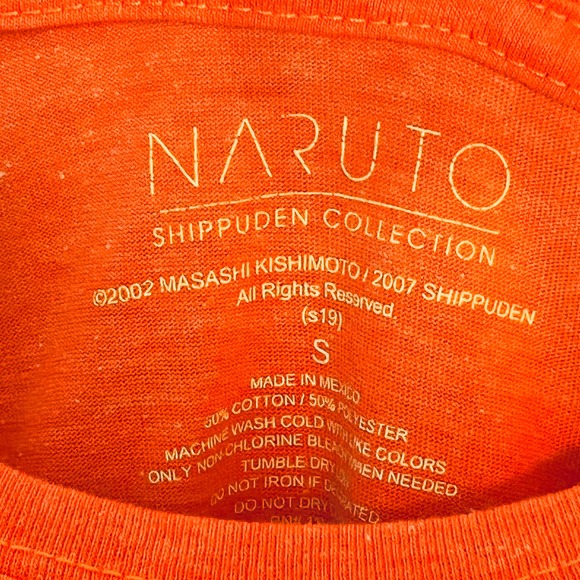 NARUTO
SHIPPUDEN COLLECTION
©2002 MASASHI KISHIMOTO / 2007 SHIPPUDEN
All Rights Reserved.
(s19)
S
MADE IN MEXICO
50% COTTON / 50% POLYESTER
MACHINE WASH COLD WITH LIKE COLORS
ONLY NON-CHLORINE BLEACH WHEN NEEDED
TUMBLE DRY
DO NOT IRON IF DECORATED
DO NOT DRY